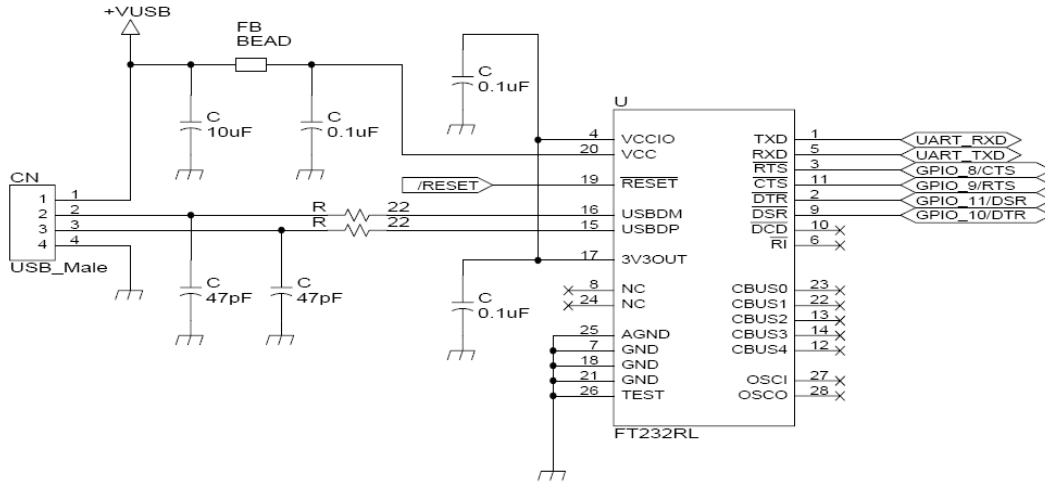 +VUSB
FB
BEAD
C
0.1uF
C
10uF
C
0.1uF
U
4 VCCIO TXD 1 UART_RXD
20 VCC RXD 5 UART_TXD
RTS 3 GPIO_8/CTS
/RESET 19 RESET CTS 11 GPIO_9/RTS
DTR 2 GPIO_11/DSR
CN
1 1
2 2 R 22 16 USBDM DSR 9 GPIO_10/DTR
3 3 R 22 15 USBDP DCD 10
4 4 RI 6
USB_Male
17 3V3OUT
C
47pF
C
47pF
C
0.1uF
8 NC CBUS0 23
24 NC CBUS1 22
CBUS2 13
25 AGND CBUS3 14
7 GND CBUS4 12
18 GND
21 GND OSCI 27
26 TEST OSCO 28
FT232RL